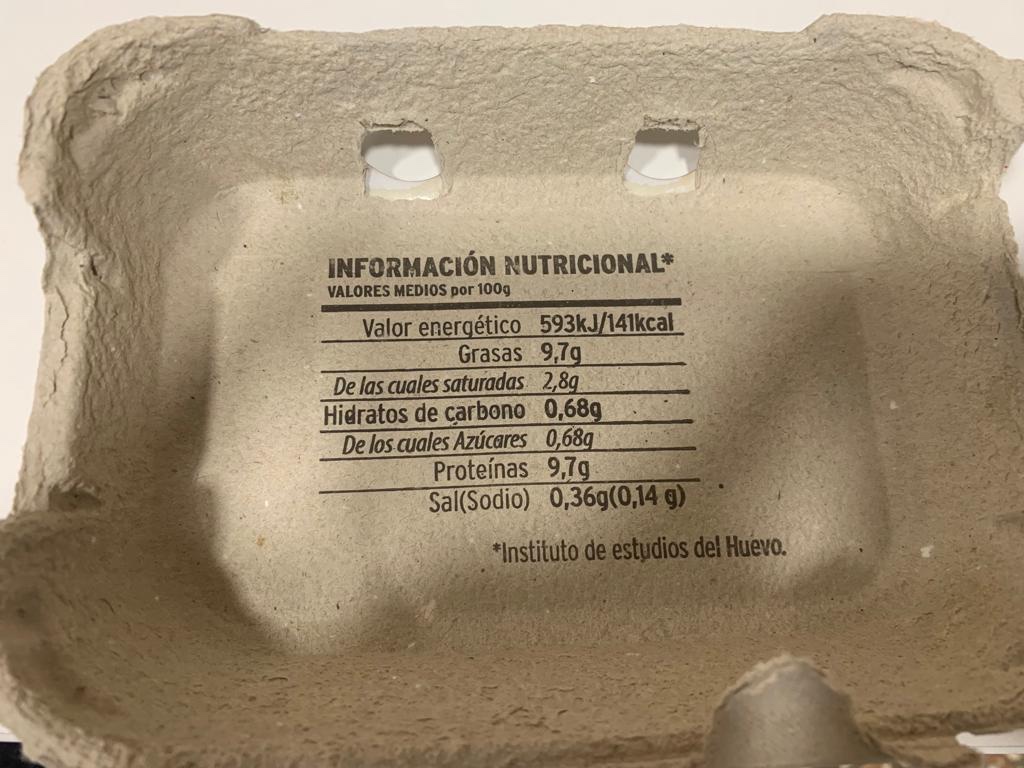 INFORMACIÓN NUTRICIONAL*
VALORES MEDIOS por 100g
Valor energético 593kJ/141kcal
Grasas 9,7g
De las cuales saturadas 2,8g
Hidratos de carbono 0,68g
De los cuales Azúcares 0,68g
Proteínas 9,7g
Sal(Sodio) 0,36g(0,14 g)
*Instituto de estudios del Huevo.